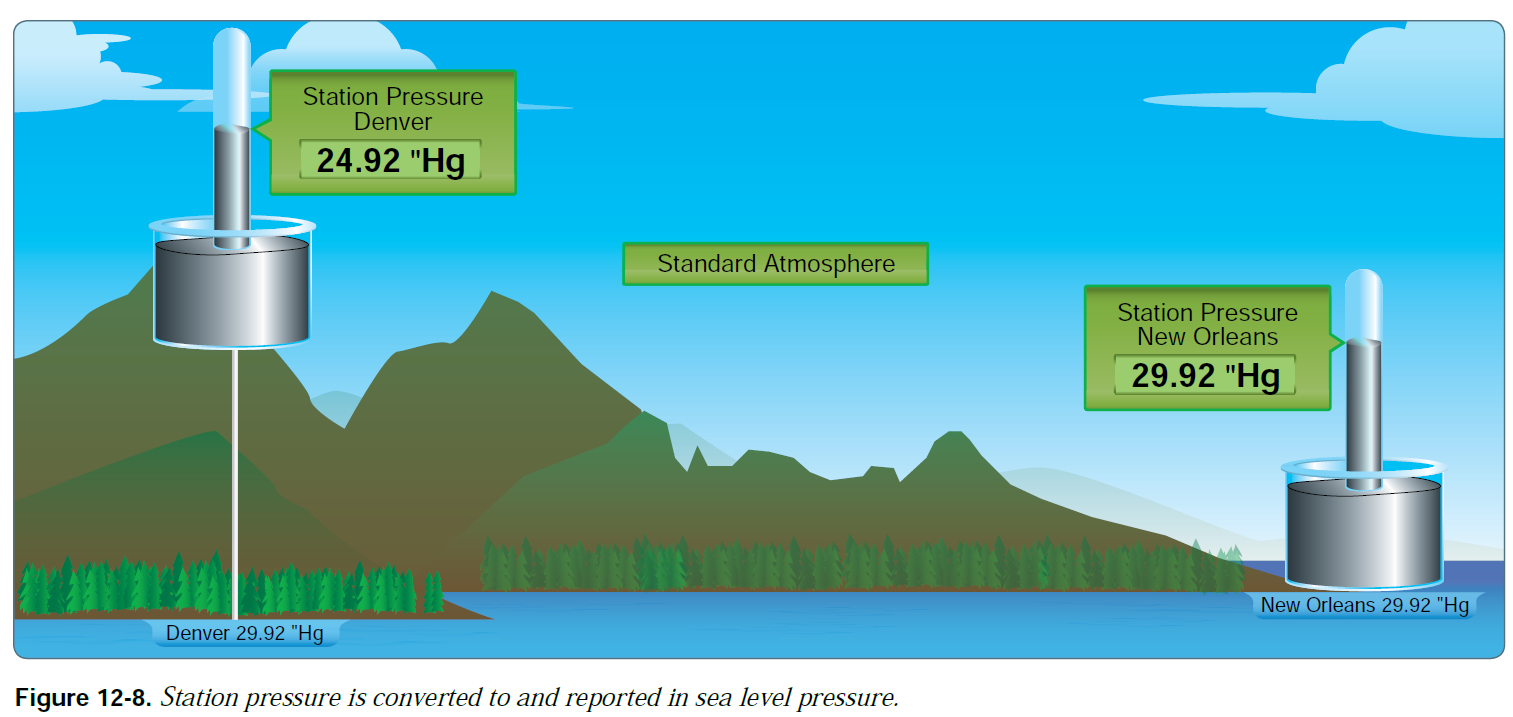 Station Pressure
Denver
24.92 "Hg
Standard Atmosphere
Station Pressure
New Orleans
29.92 "Hg
New Orleans 29.92 "Hg
Denver 29.92 "Hg
Figure 12-8. Station pressure is converted to and reported in sea level pressure.